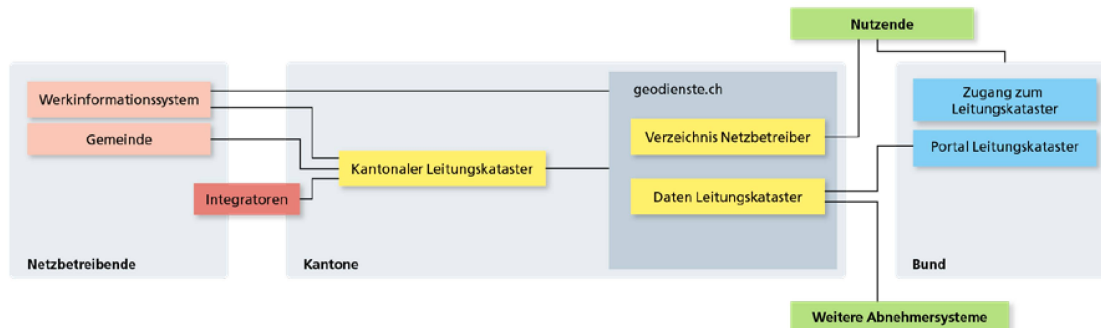 Nutzende
Werkinformationssystem
Gemeinde
Integratoren
Netzbetreibende
Kantonaler Leitungskataster
Kantone
geodienste.ch
Verzeichnis Netzbetreiber
Daten Leitungskataster
Zugang zum
Leitungskataster
Portal Leitungskataster
Bund
Weitere Abnehmersysteme